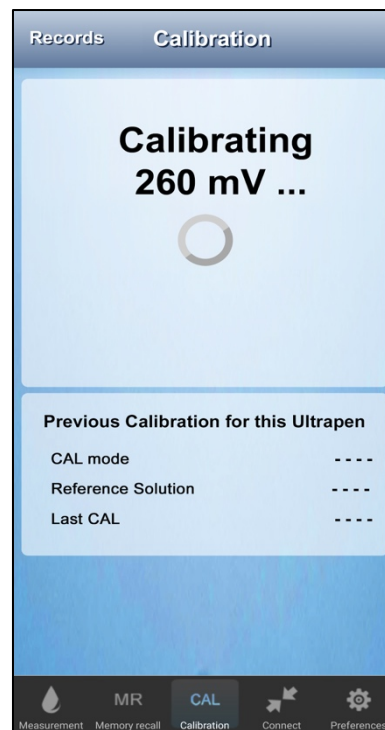 Records Calibration
Calibrating
260 mV ...
Previous Calibration for this Ultrapen
CAL mode - - - -
Reference Solution - - - -
Last CAL - - - -
MR CAL
Measurement Memory recall Calibration Connect Preferences